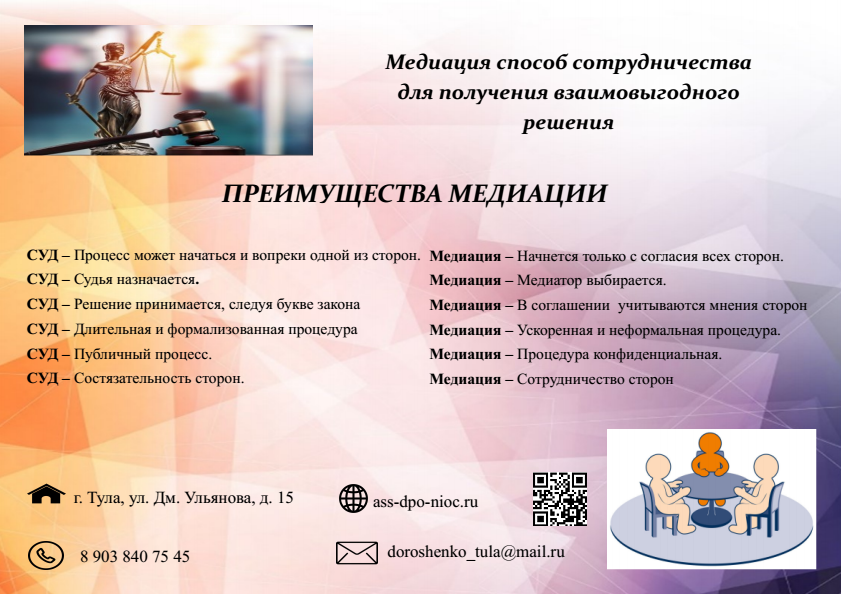 Медиация способ сотрудничества
для получения взаимовыгодного
решения
ПРЕИМУЩЕСТВА МЕДИАЦИИ
СУД – Процесс может начаться и вопреки одной из сторон.
СУД – Судья назначается.
СУД – Решение принимается, следуя букве закона
СУД – Длительная и формализованная процедура
СУД – Публичный процесс.
СУД – Состязательность сторон.
Медиация – Начнется только с согласия всех сторон.
Медиация – Медиатор выбирается.
Медиация – В соглашении учитываются мнения сторон
Медиация – Ускоренная и неформальная процедура.
Медиация – Процедура конфиденциальная.
Медиация – Сотрудничество сторон
г. Тула, ул. Дм. Ульянова, д. 15
ass-dpo-nioc.ru
8 903 840 75 45
doroshenko_tula@mail.ru